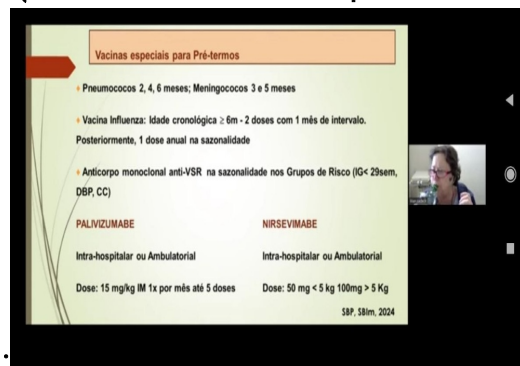 Vacinas especiais para Pré-termos
Pneumococos 2, 4, 6 meses; Meningococos 3 e 5 meses
Vacina Influenza: Idade cronológica ≥ 6m - 2 doses com 1 mês de intervalo.
Posteriormente, 1 dose anual na sazonalidade
Anticorpo monoclonal anti-VSR na sazonalidade nos Grupos de Risco (IG< 29sem,
DBP, CC)
PALIVIZUMABE
Intra-hospitalar ou Ambulatorial
Dose: 15 mg/kg IM 1x por mês até 5 doses
NIRSEVIMABE
Intra-hospitalar ou Ambulatorial
Dose: 50 mg < 5 kg 100mg > 5 Kg
SBP, SBIm, 2024